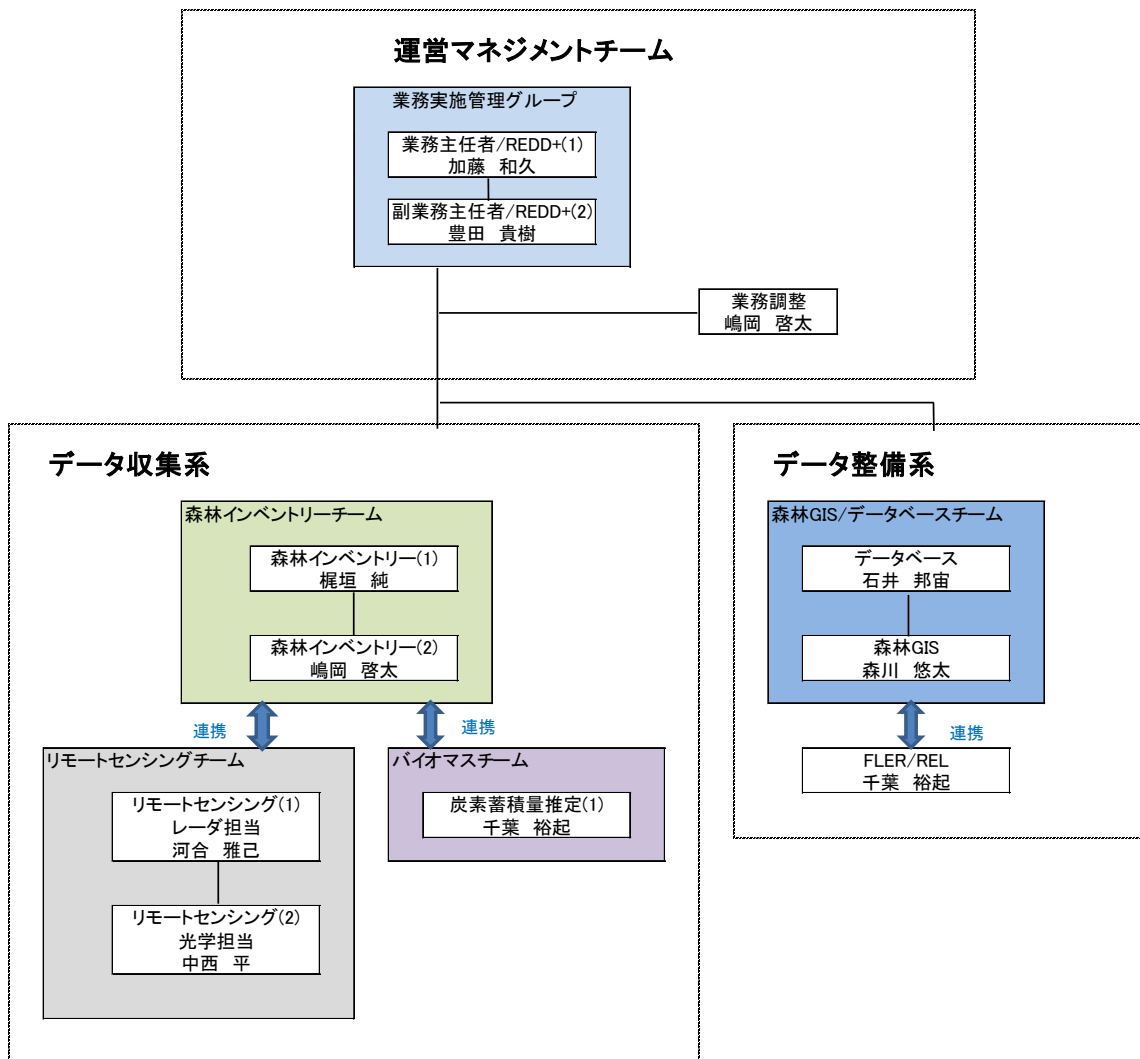 運営マネジメントチーム
業務実施管理グループ
業務主任者/REDD+(1)
加藤 和久
副業務主任者/REDD+(2)
豊田 貴樹
業務調整
嶋岡 啓太
データ収集系
森林インベントリーチーム
森林インベントリー(1)
梶垣 純
森林インベントリー(2)
嶋岡 啓太
連携
連携
リモートセンシングチーム
リモートセンシング(1)
レーダ担当
河合 雅己
リモートセンシング(2)
光学担当
中西 平
バイオマスチーム
炭素蓄積量推定(1)
千葉 裕起
データ整備系
森林GIS/データベースチーム
データベース
石井 邦宙
森林GIS
森川 悠太
連携
FLER/REL
千葉 裕起